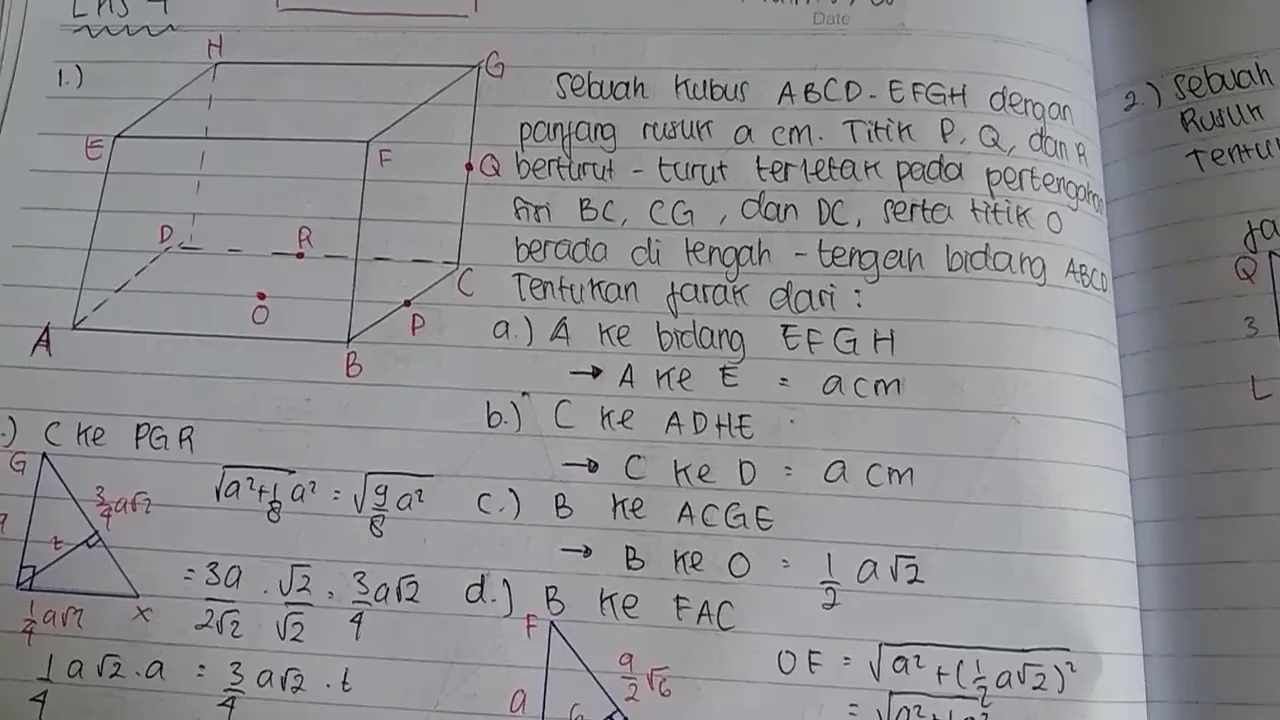 LKS 4
Date
1.)
H
G
E
F
Q
D
R
O
C
P
A
B
Sebuah Kubus ABCD.EFGH dengan
panjang rusuk a cm. Titik P, Q, dan R
berturut - turut terletak pada pertengahan
sisi BC, CG, dan DC, serta titik O
berada di tengah - tengah bidang ABCD
Tentukan jarak dari :
a.) A ke bidang EFGH
→ A ke E = a cm
b.) C ke ADHE
→ C ke D = a cm
c.) B ke ACGE
→ B ke O = 1/2 a√2
d.) B ke FAC
F
a
a/2 √6
OF = √(a² + (1/2 a√2)²)
.) C ke PGR
G
3/4 a√2
t
1/4 a√2
x
√(a² + 1/8 a²) = √(9/8 a²)
= 3a/2√2 . √2/√2 = 3/4 a√2
1/4 a√2 . a = 3/4 a√2 . t
2.) Sebuah
Rusuk
Q
3
L